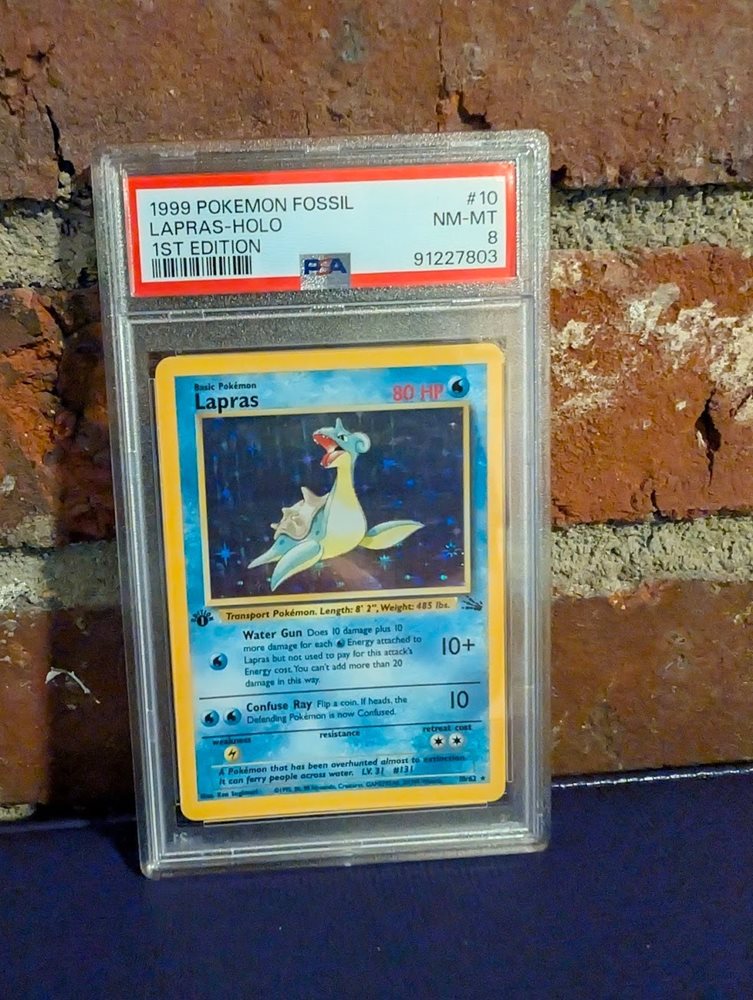 1999 POKEMON FOSSIL #10
LAPRAS-HOLO NM-MT
1ST EDITION 8
PSA 91227803
Basic Pokémon
Lapras 80 HP
Transport Pokémon. Length: 8' 2", Weight: 485 lbs.
EDITION 1
Water Gun Does 10 damage plus 10
more damage for each Energy attached to
Lapras but not used to pay for this attack's
Energy cost. You can't add more than 20
damage in this way.
10+
Confuse Ray Flip a coin. If heads, the
Defending Pokémon is now Confused.
10
weakness resistance retreat cost
A Pokémon that has been overhunted almost to extinction.
It can ferry people across water. LV. 31 #131
Illus. Ken Sugimori 10/62